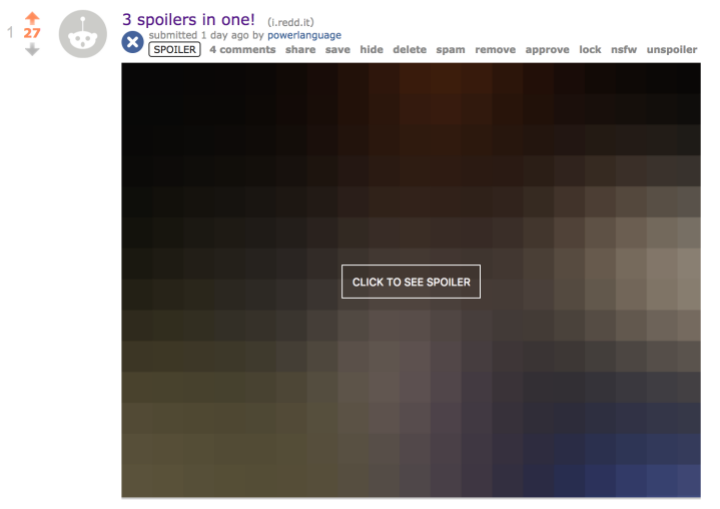 1
27
3 spoilers in one! (i.redd.it)
submitted 1 day ago by powerlanguage
SPOILER 4 comments share save hide delete spam remove approve lock nsfw unspoiler
CLICK TO SEE SPOILER